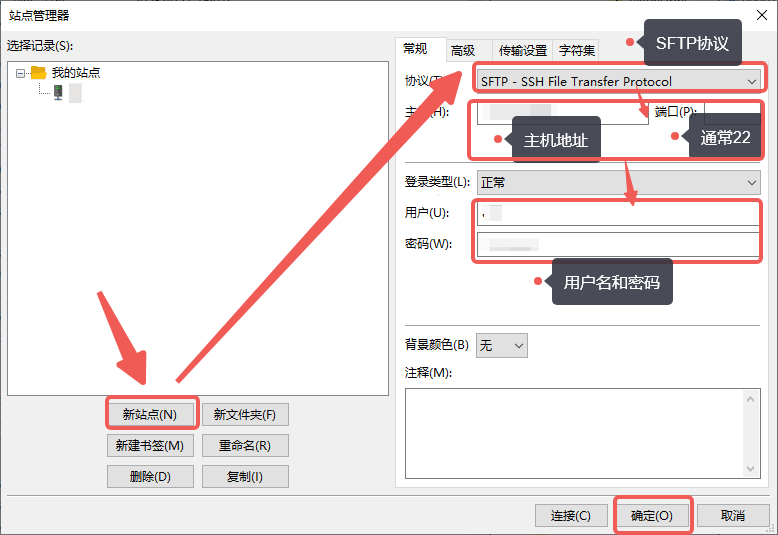 站点管理器
选择记录(S):
我的站点
新站点(N)
新文件夹(F)
新建书签(M)
重命名(R)
删除(D)
复制(I)
常规
高级
传输设置
字符集
SFTP协议
SFTP - SSH File Transfer Protocol
端口(P):
主机地址
通常22
登录类型(L):
正常
用户(U):
密码(W):
用户名和密码
背景颜色(B)
无
注释(M):
连接(C)
确定(O)
取消